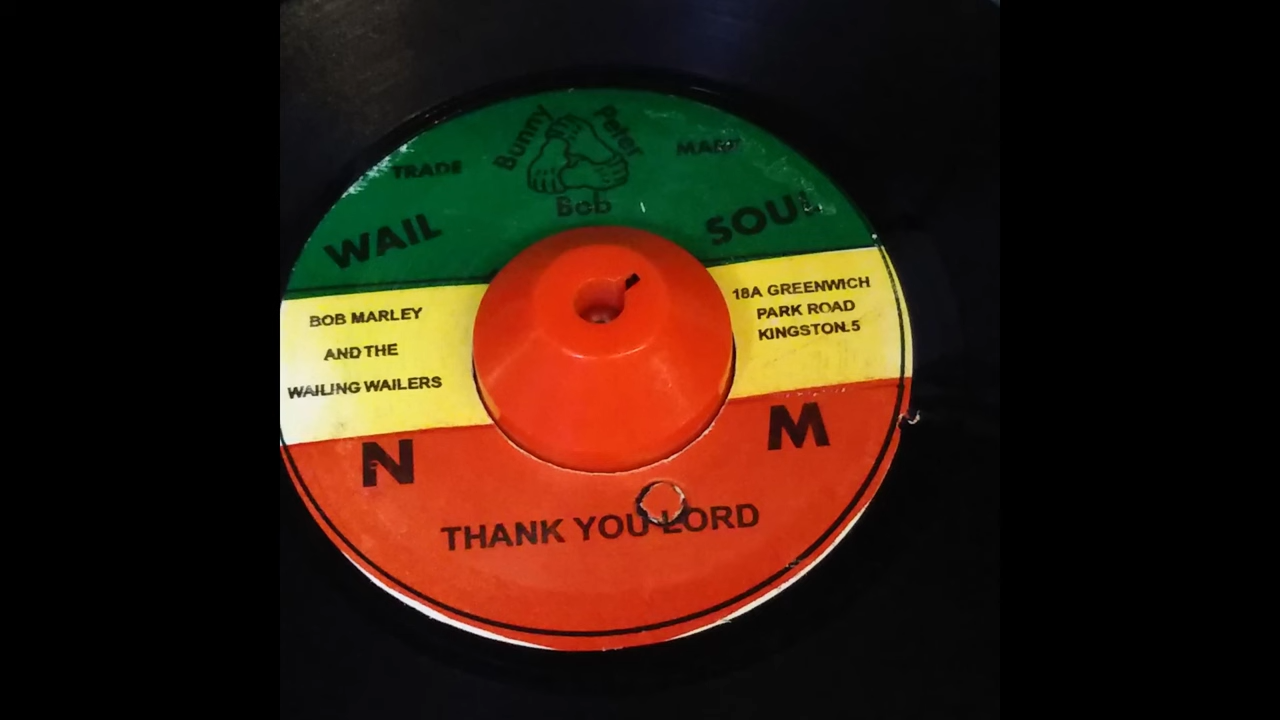 Bunny Peter
TRADE MARK
Bob
WAIL SOUL
BOB MARLEY
AND THE
WAILING WAILERS
18A GREENWICH
PARK ROAD
KINGSTON.5
N M
THANK YOU LORD